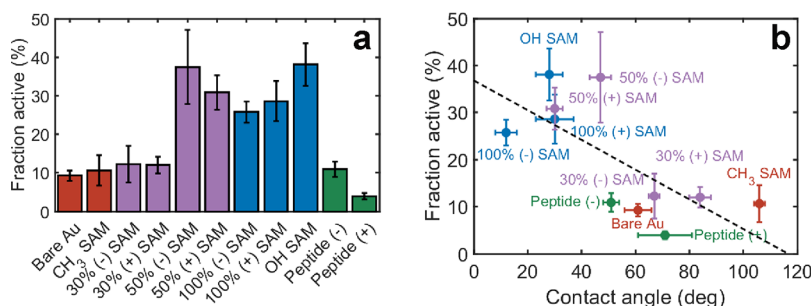 a
Fraction active (%)
50
40
30
20
10
0
Bare Au
CH3 SAM
30% (-) SAM
30% (+) SAM
50% (-) SAM
50% (+) SAM
100% (-) SAM
100% (+) SAM
OH SAM
Peptide (-)
Peptide (+)
b
Fraction active (%)
50
40
30
20
10
0
OH SAM
50% (-) SAM
50% (+) SAM
100% (+) SAM
100% (-) SAM
30% (+) SAM
30% (-) SAM
CH3 SAM
Peptide (-)
Bare Au
Peptide (+)
0 20 40 60 80 100 120
Contact angle (deg)